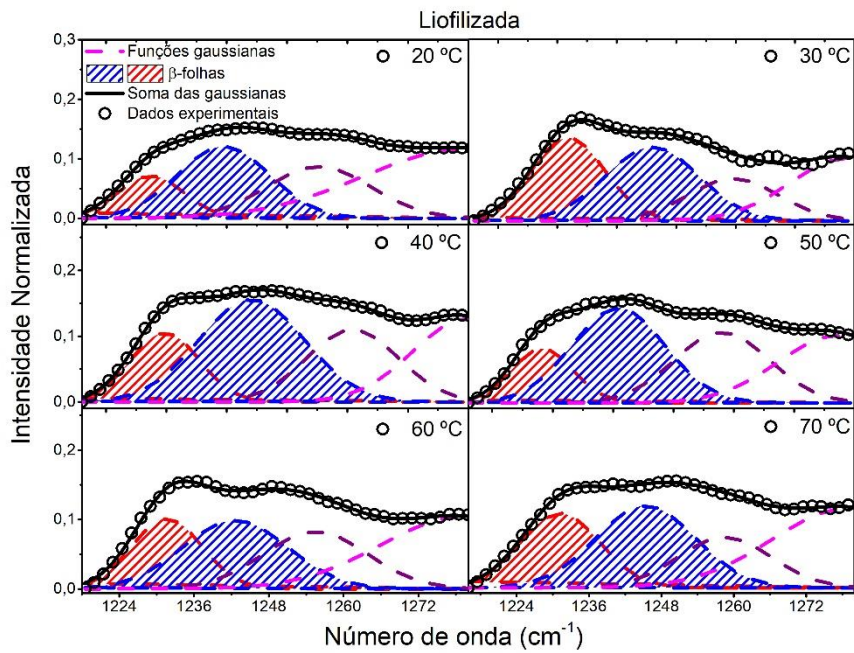 Liofilizada
Intensidade Normalizada
0,3
0,2
0,1
0,0
Funções gaussianas
β-folhas
Soma das gaussianas
Dados experimentais
20 ºC
30 ºC
0,2
0,1
0,0
40 ºC
50 ºC
0,2
0,1
0,0
60 ºC
70 ºC
1224 1236 1248 1260 1272
1224 1236 1248 1260 1272
Número de onda (cm-1)